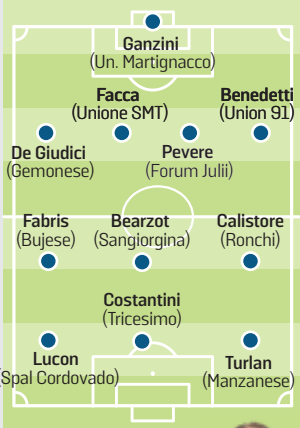 Ganzini
(Un. Martignacco)
Facca
(Unione SMT)
Benedetti
(Union 91)
De Giudici
(Gemonese)
Pevere
(Forum Julii)
Fabris
(Bujese)
Bearzot
(Sangiorgina)
Calistore
(Ronchi)
Costantini
(Tricesimo)
Lucon
(Spal Cordovado)
Turlan
(Manzanese)